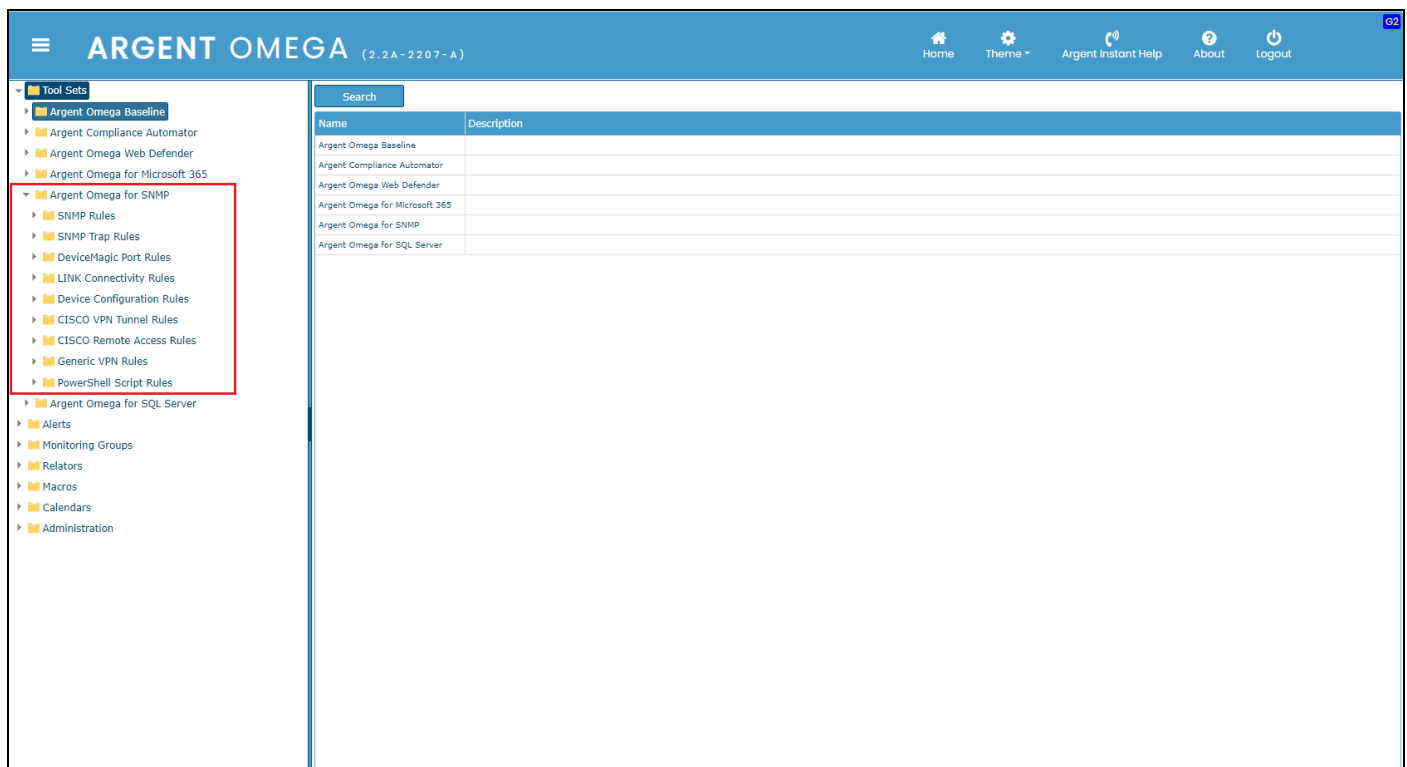 G2
ARGENT OMEGA (2.2A-2207-A)
Home
Theme
Argent Instant Help
About
Logout
Tool Sets
Argent Omega Baseline
Argent Compliance Automator
Argent Omega Web Defender
Argent Omega for Microsoft 365
Argent Omega for SNMP
SNMP Rules
SNMP Trap Rules
DeviceMagic Port Rules
LINK Connectivity Rules
Device Configuration Rules
CISCO VPN Tunnel Rules
CISCO Remote Access Rules
Generic VPN Rules
PowerShell Script Rules
Argent Omega for SQL Server
Alerts
Monitoring Groups
Relators
Macros
Calendars
Administration
Search
Name Description
Argent Omega Baseline
Argent Compliance Automator
Argent Omega Web Defender
Argent Omega for Microsoft 365
Argent Omega for SNMP
Argent Omega for SQL Server